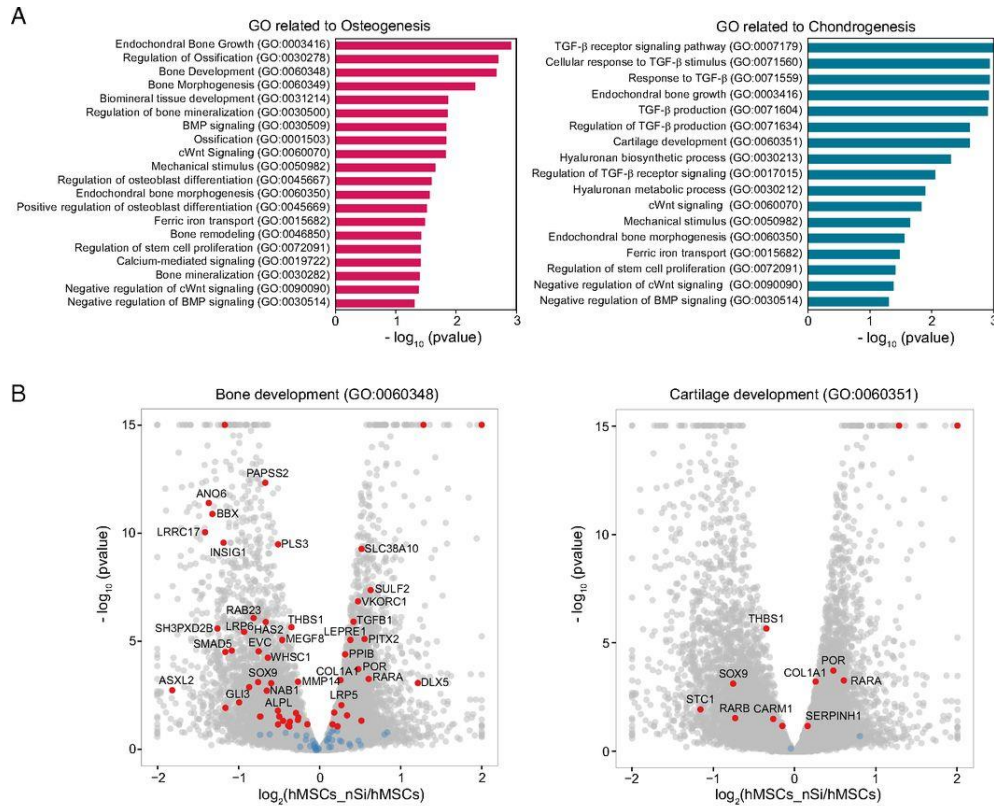 A
GO related to Osteogenesis
Endochondral Bone Growth (GO:0003416)
Regulation of Ossification (GO:0030278)
Bone Development (GO:0060348)
Bone Morphogenesis (GO:0060349)
Biomineral tissue development (GO:0031214)
Regulation of bone mineralization (GO:0030500)
BMP signaling (GO:0030509)
Ossification (GO:0001503)
cWnt Signaling (GO:0060070)
Mechanical stimulus (GO:0050982)
Regulation of osteoblast differentiation (GO:0045667)
Endochondral bone morphogenesis (GO:0060350)
Positive regulation of osteoblast differentiation (GO:0045669)
Ferric iron transport (GO:0015682)
Bone remodeling (GO:0046850)
Regulation of stem cell proliferation (GO:0072091)
Calcium-mediated signaling (GO:0019722)
Bone mineralization (GO:0030282)
Negative regulation of cWnt signaling (GO:0090090)
Negative regulation of BMP signaling (GO:0030514)
0 1 2 3
- log10 (pvalue)
GO related to Chondrogenesis
TGF-β receptor signaling pathway (GO:0007179)
Cellular response to TGF-β stimulus (GO:0071560)
Response to TGF-β (GO:0071559)
Endochondral bone growth (GO:0003416)
TGF-β production (GO:0071604)
Regulation of TGF-β production (GO:0071634)
Cartilage development (GO:0060351)
Hyaluronan biosynthetic process (GO:0030213)
Regulation of TGF-β receptor signaling (GO:0017015)
Hyaluronan metabolic process (GO:0030212)
cWnt signaling (GO:0060070)
Mechanical stimulus (GO:0050982)
Endochondral bone morphogenesis (GO:0060350)
Ferric iron transport (GO:0015682)
Regulation of stem cell proliferation (GO:0072091)
Negative regulation of cWnt signaling (GO:0090090)
Negative regulation of BMP signaling (GO:0030514)
0 1 2 3
- log10 (pvalue)
B
Bone development (GO:0060348)
- log10 (pvalue)
15
10
5
0
PAPSS2
ANO6
BBX
LRRC17
INSIG1
PLS3
SLC38A10
SULF2
VKORC1
RAB23
THBS1
TGFB1
SH3PXD2B
LRP6
HAS2
LEPRE1
PITX2
EVC
MEGF8
SMAD5
WHSC1
PPIB
COL1A1
POR
SOX9
MMP14
RARA
DLX5
ASXL2
GLI3
NAB1
LRP5
ALPL
-2 -1 0 1 2
log2(hMSCs_nSi/hMSCs)
Cartilage development (GO:0060351)
- log10 (pvalue)
15
10
5
0
THBS1
SOX9
COL1A1
POR
RARA
STC1
RARB
CARM1
SERPINH1
-2 -1 0 1 2
log2(hMSCs_nSi/hMSCs)